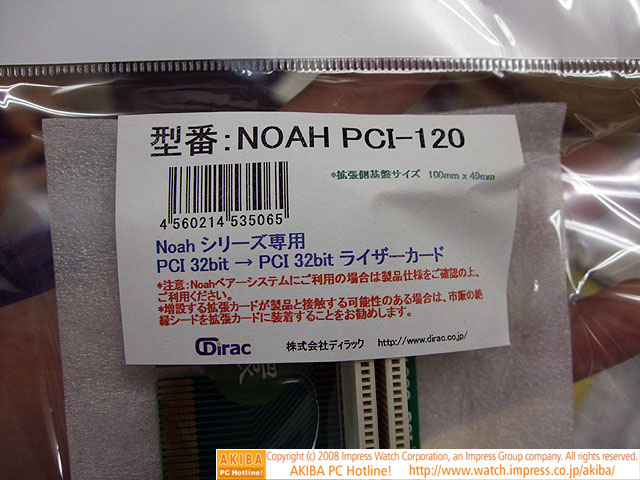 型番:NOAH PCI-120
*拡張側基盤サイズ 100mm x 49mm
4 560214 535065
Noah シリーズ専用
PCI 32bit → PCI 32bit ライザーカード
*注意:Noahベアーシステムにご利用の場合は製品仕様をご確認の上、
ご利用ください。
*増設する拡張カードが製品と接触する可能性のある場合は、市販の絶
縁シードを拡張カードに装着することをお勧めします。
Dirac 株式会社ディラック http://www.dirac.co.jp/
AKIBA PC Hotline!
Copyright (c) 2008 Impress Watch Corporation, an Impress Group company. All rights reserved.
AKIBA PC Hotline! http://www.watch.impress.co.jp/akiba/